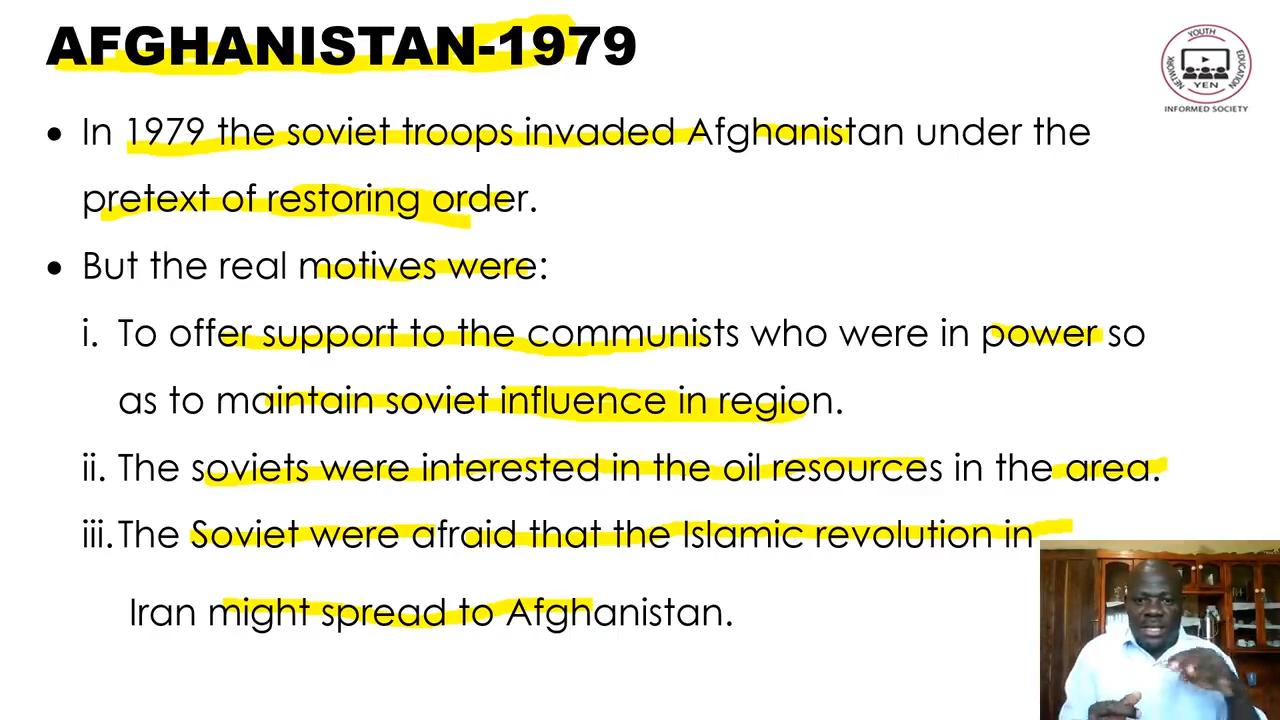 AFGHANISTAN-1979
YOUTH
EDUCATION
NETWORK
YEN
INFORMED SOCIETY
• In 1979 the soviet troops invaded Afghanistan under the
pretext of restoring order.
• But the real motives were:
i. To offer support to the communists who were in power so
as to maintain soviet influence in region.
ii. The soviets were interested in the oil resources in the area.
iii. The Soviet were afraid that the Islamic revolution in
Iran might spread to Afghanistan.